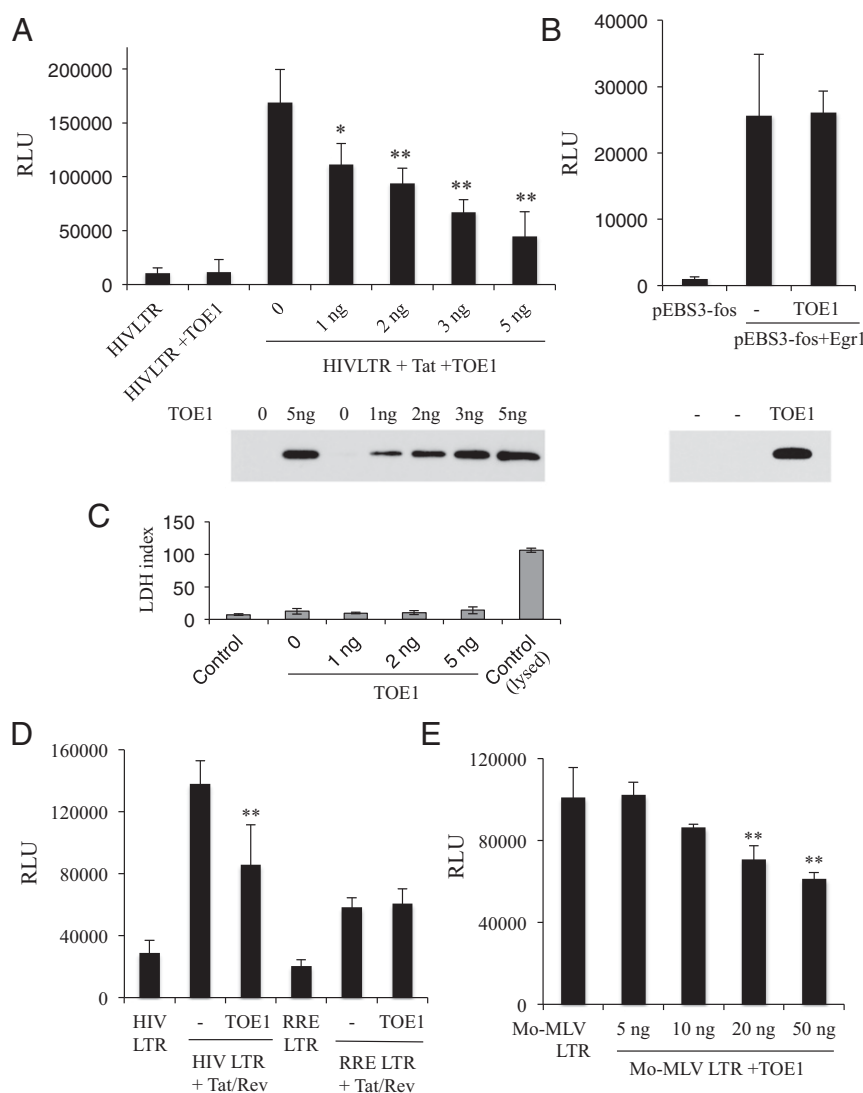 A
RLU
200000
150000
100000
50000
0
*
**
**
**
HIVLTR
HIVLTR +TOE1
0
1 ng
2 ng
3 ng
5 ng
HIVLTR + Tat +TOE1
TOE1 0 5ng 0 1ng 2ng 3ng 5ng
B
RLU
40000
30000
20000
10000
0
pEBS3-fos - TOE1
pEBS3-fos+Egr1
- - TOE1
C
LDH index
150
100
50
0
Control
0
1 ng
2 ng
5 ng
Control
(lysed)
TOE1
D
RLU
160000
120000
80000
40000
0
**
HIV
LTR
- TOE1
HIV LTR
+ Tat/Rev
RRE
LTR
- TOE1
RRE LTR
+ Tat/Rev
E
RLU
120000
80000
40000
0
**
**
Mo-MLV
LTR
5 ng 10 ng 20 ng 50 ng
Mo-MLV LTR +TOE1